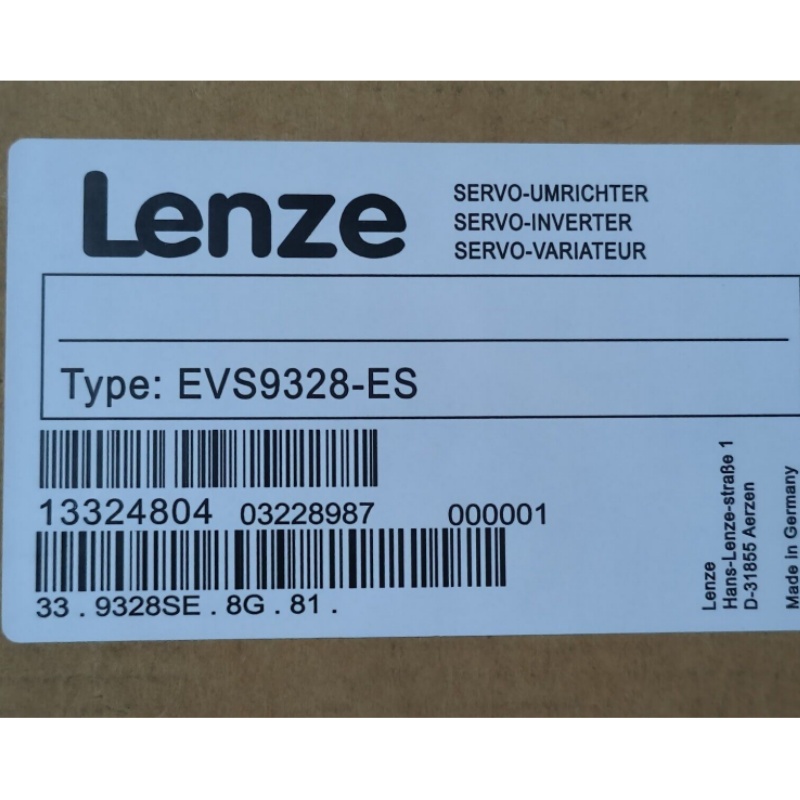 Lenze
SERVO-UMRICHTER
SERVO-INVERTER
SERVO-VARIATEUR
Type: EVS9328-ES
13324804 03228987 000001
33 . 9328SE . 8G . 81 .
Lenze
Hans-Lenze-straße 1
D-31855 Aerzen
Made in Germany